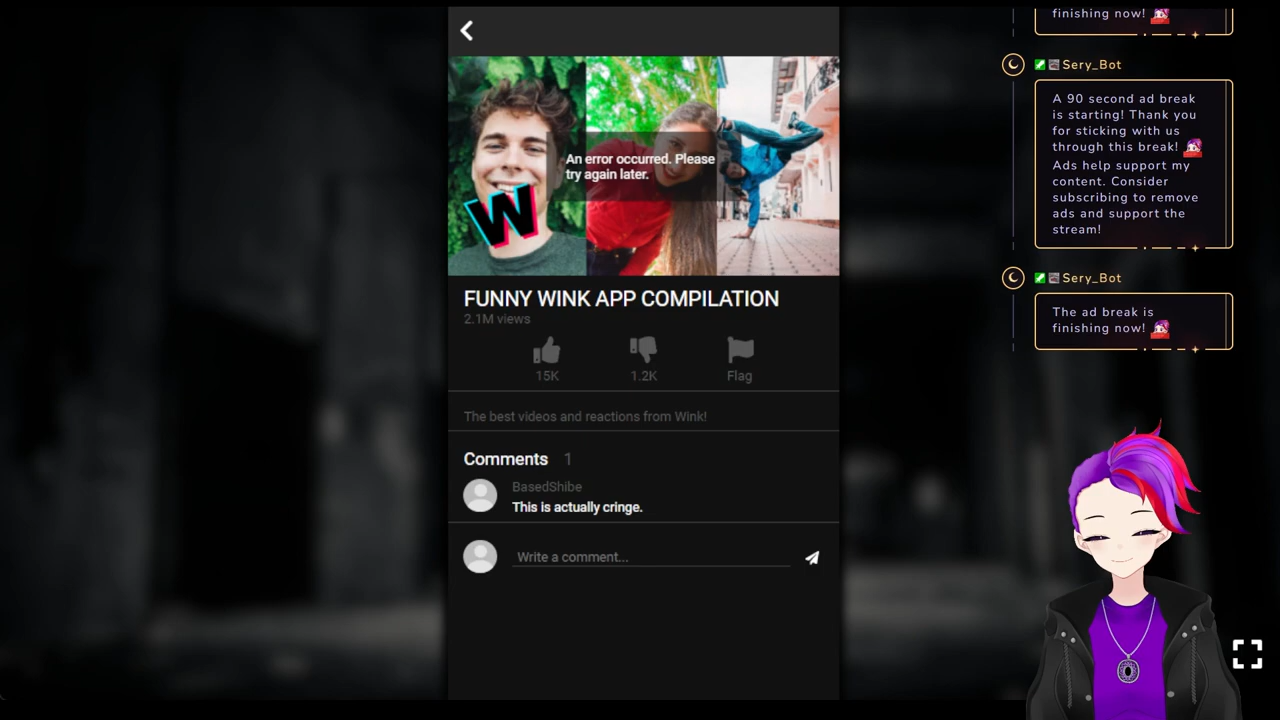 An error occurred. Please
try again later.
W
FUNNY WINK APP COMPILATION
2.1M views
15K
1.2K
Flag
The best videos and reactions from Wink!
Comments 1
BasedShibe
This is actually cringe.
Write a comment...
finishing now!
Sery_Bot
A 90 second ad break
is starting! Thank you
for sticking with us
through this break!
Ads help support my
content. Consider
subscribing to remove
ads and support the
stream!
Sery_Bot
The ad break is
finishing now!